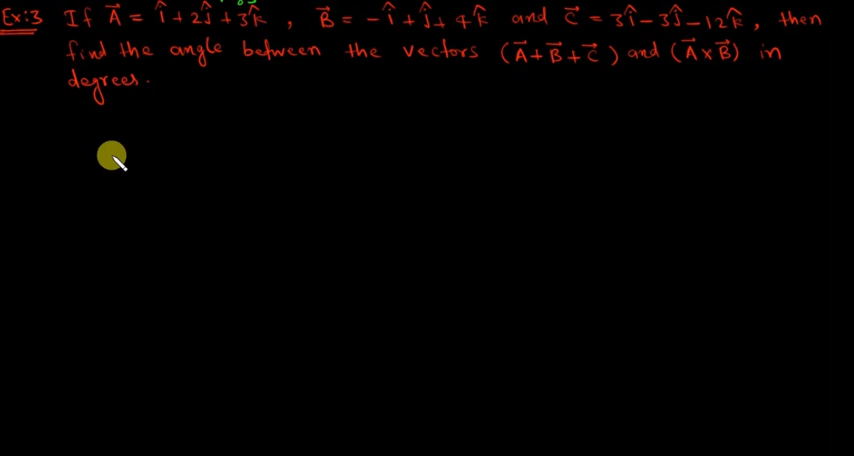 Ex:3 If A⃗ = î + 2ĵ + 3k̂ , B⃗ = -î + ĵ + 4k̂ and C⃗ = 3î - 3ĵ - 12k̂ , then
find the angle between the vectors (A⃗ + B⃗ + C⃗) and (A⃗ × B⃗) in
degrees.